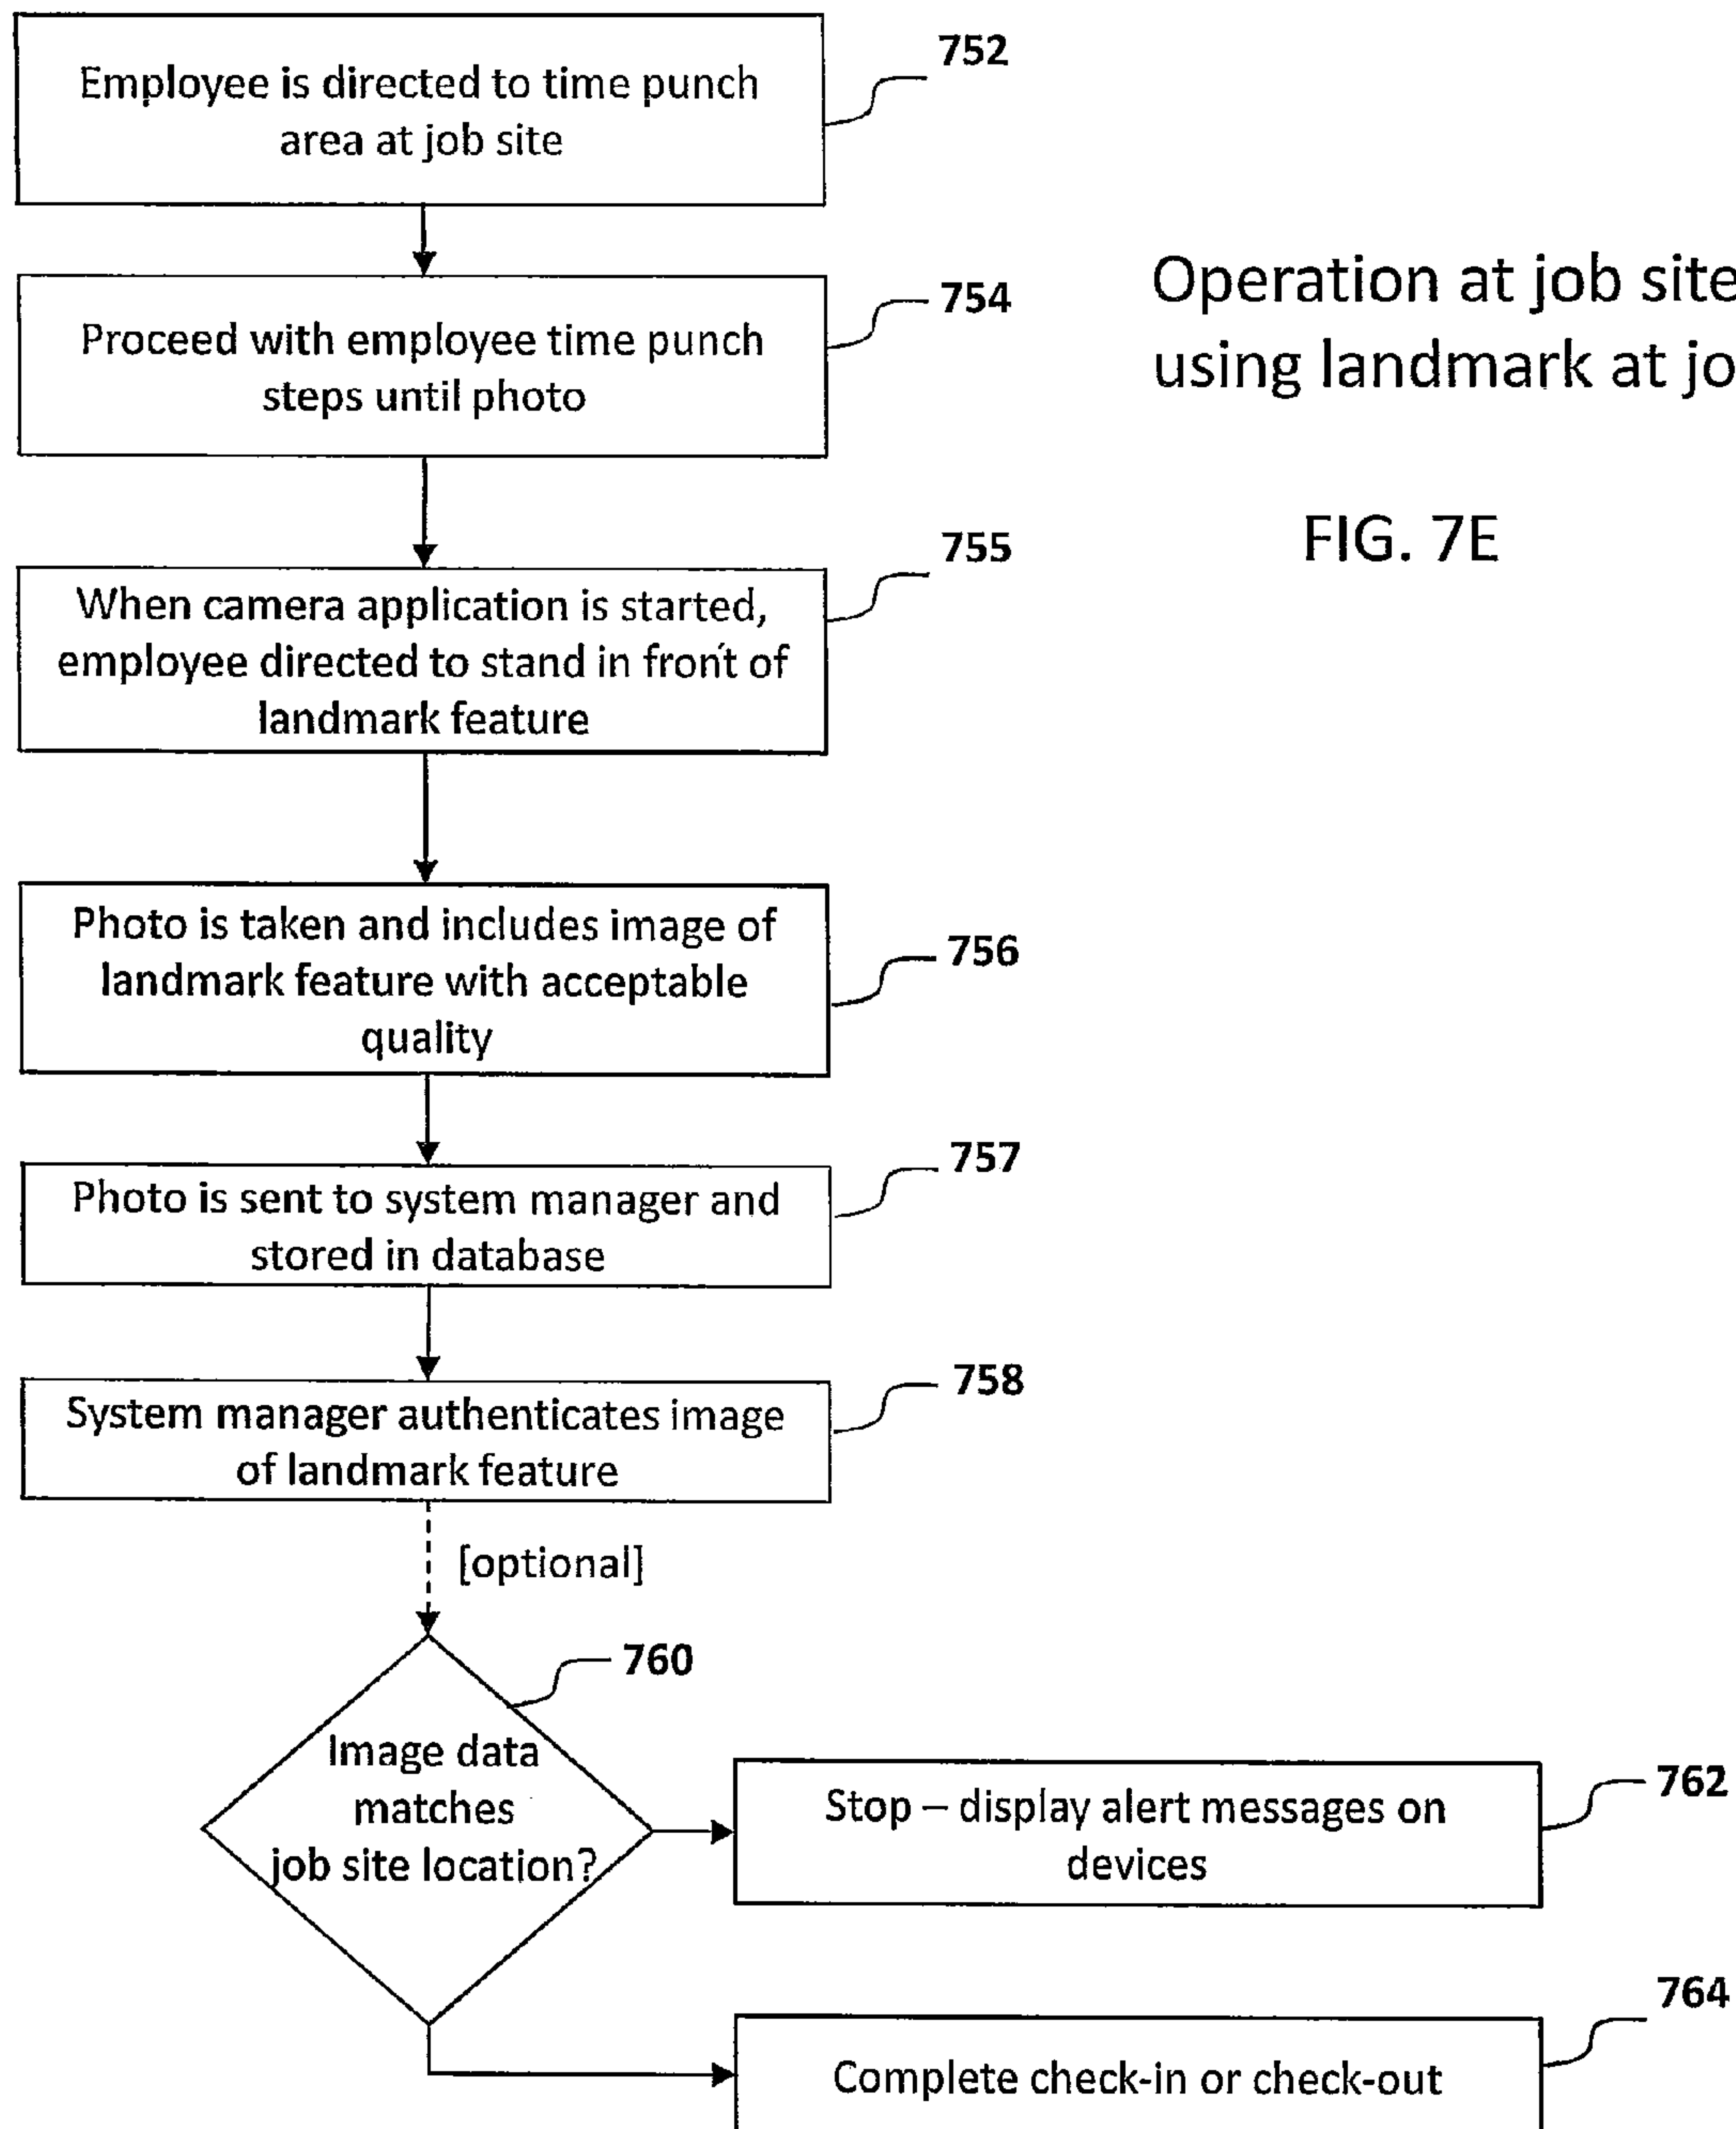 752
Employee is directed to time punch
area at job site
754
Proceed with employee time punch
steps until photo
Operation at job site
using landmark at jo
FIG. 7E
755
When camera application is started,
employee directed to stand in front of
landmark feature
756
Photo is taken and includes image of
landmark feature with acceptable
quality
757
Photo is sent to system manager and
stored in database
758
System manager authenticates image
of landmark feature
[optional]
760
Image data
matches
job site location?
762
Stop – display alert messages on
devices
764
Complete check-in or check-out